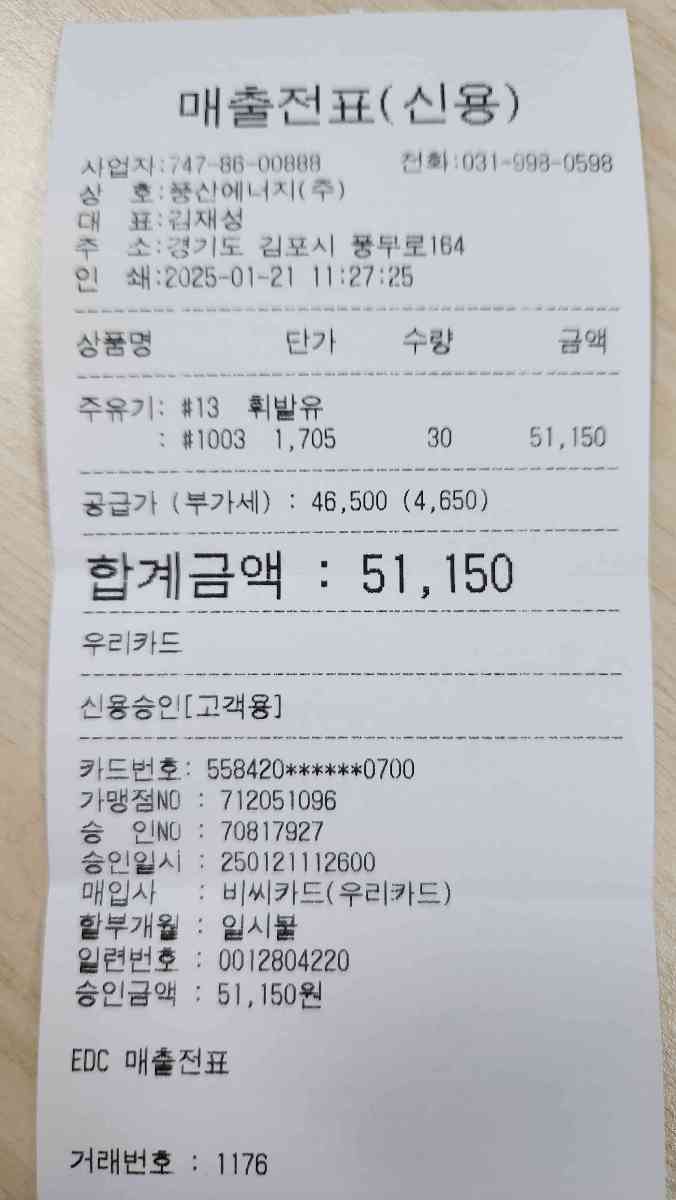 매출전표(신용)
사업자:747-86-00888 전화:031-998-0598
상 호:풍산에너지(주)
대 표:김재성
주 소:경기도 김포시 풍무로164
인 쇄:2025-01-21 11:27:25
상품명 단가 수량 금액
주유기: #13 휘발유
: #1003 1,705 30 51,150
공급가 (부가세) : 46,500 (4,650)
합계금액 : 51,150
우리카드
신용승인[고객용]
카드번호: 558420******0700
가맹점NO : 712051096
승 인NO : 70817927
승인일시 : 250121112600
매입사 : 비씨카드(우리카드)
할부개월 : 일시불
일련번호 : 0012804220
승인금액 : 51,150원
EDC 매출전표
거래번호 : 1176